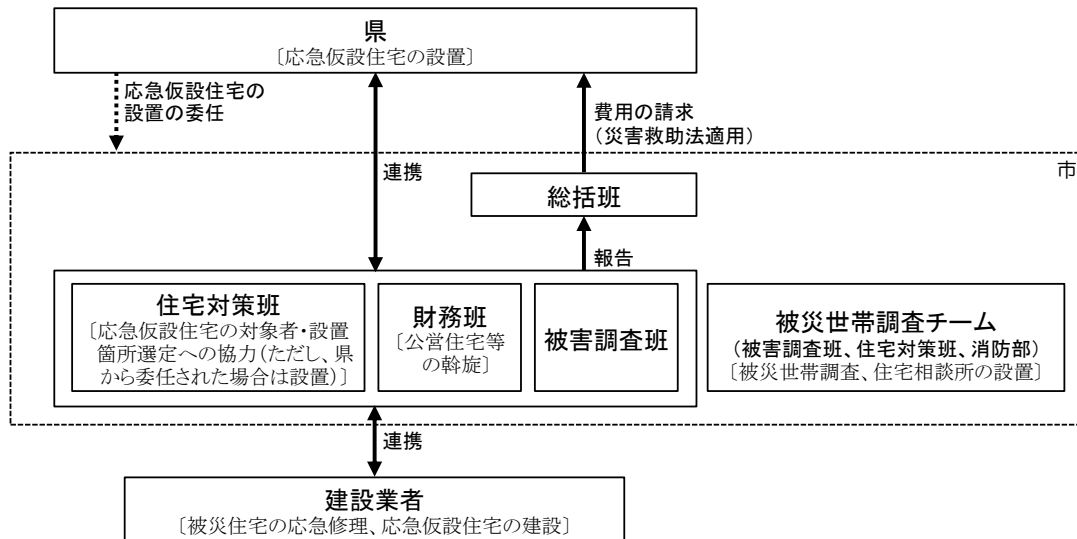 県
〔応急仮設住宅の設置〕
応急仮設住宅の
設置の委任
費用の請求
（災害救助法適用）
連携
市
総括班
報告
住宅対策班
〔応急仮設住宅の対象者・設置
箇所選定への協力（ただし、県
から委任された場合は設置）〕
財務班
〔公営住宅等
の斡旋〕
被害調査班
被災世帯調査チーム
（被害調査班、住宅対策班、消防部）
〔被災世帯調査、住宅相談所の設置〕
連携
建設業者
〔被災住宅の応急修理、応急仮設住宅の建設〕